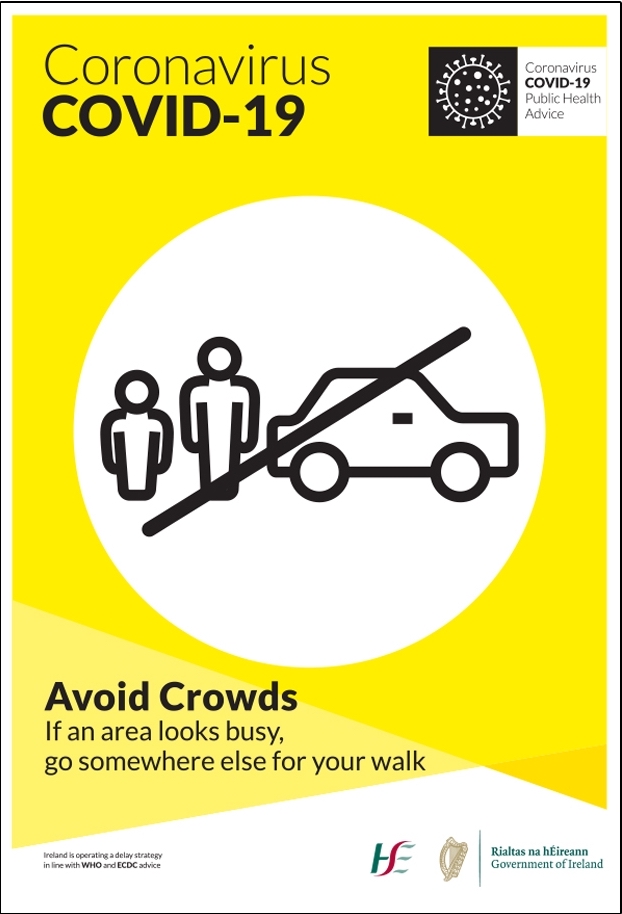 Coronavirus
COVID-19
Coronavirus
COVID-19
Public Health
Advice
Avoid Crowds
If an area looks busy,
go somewhere else for your walk
Ireland is operating a delay strategy
in line with WHO and ECDC advice
HSE
Rialtas na hÉireann
Government of Ireland